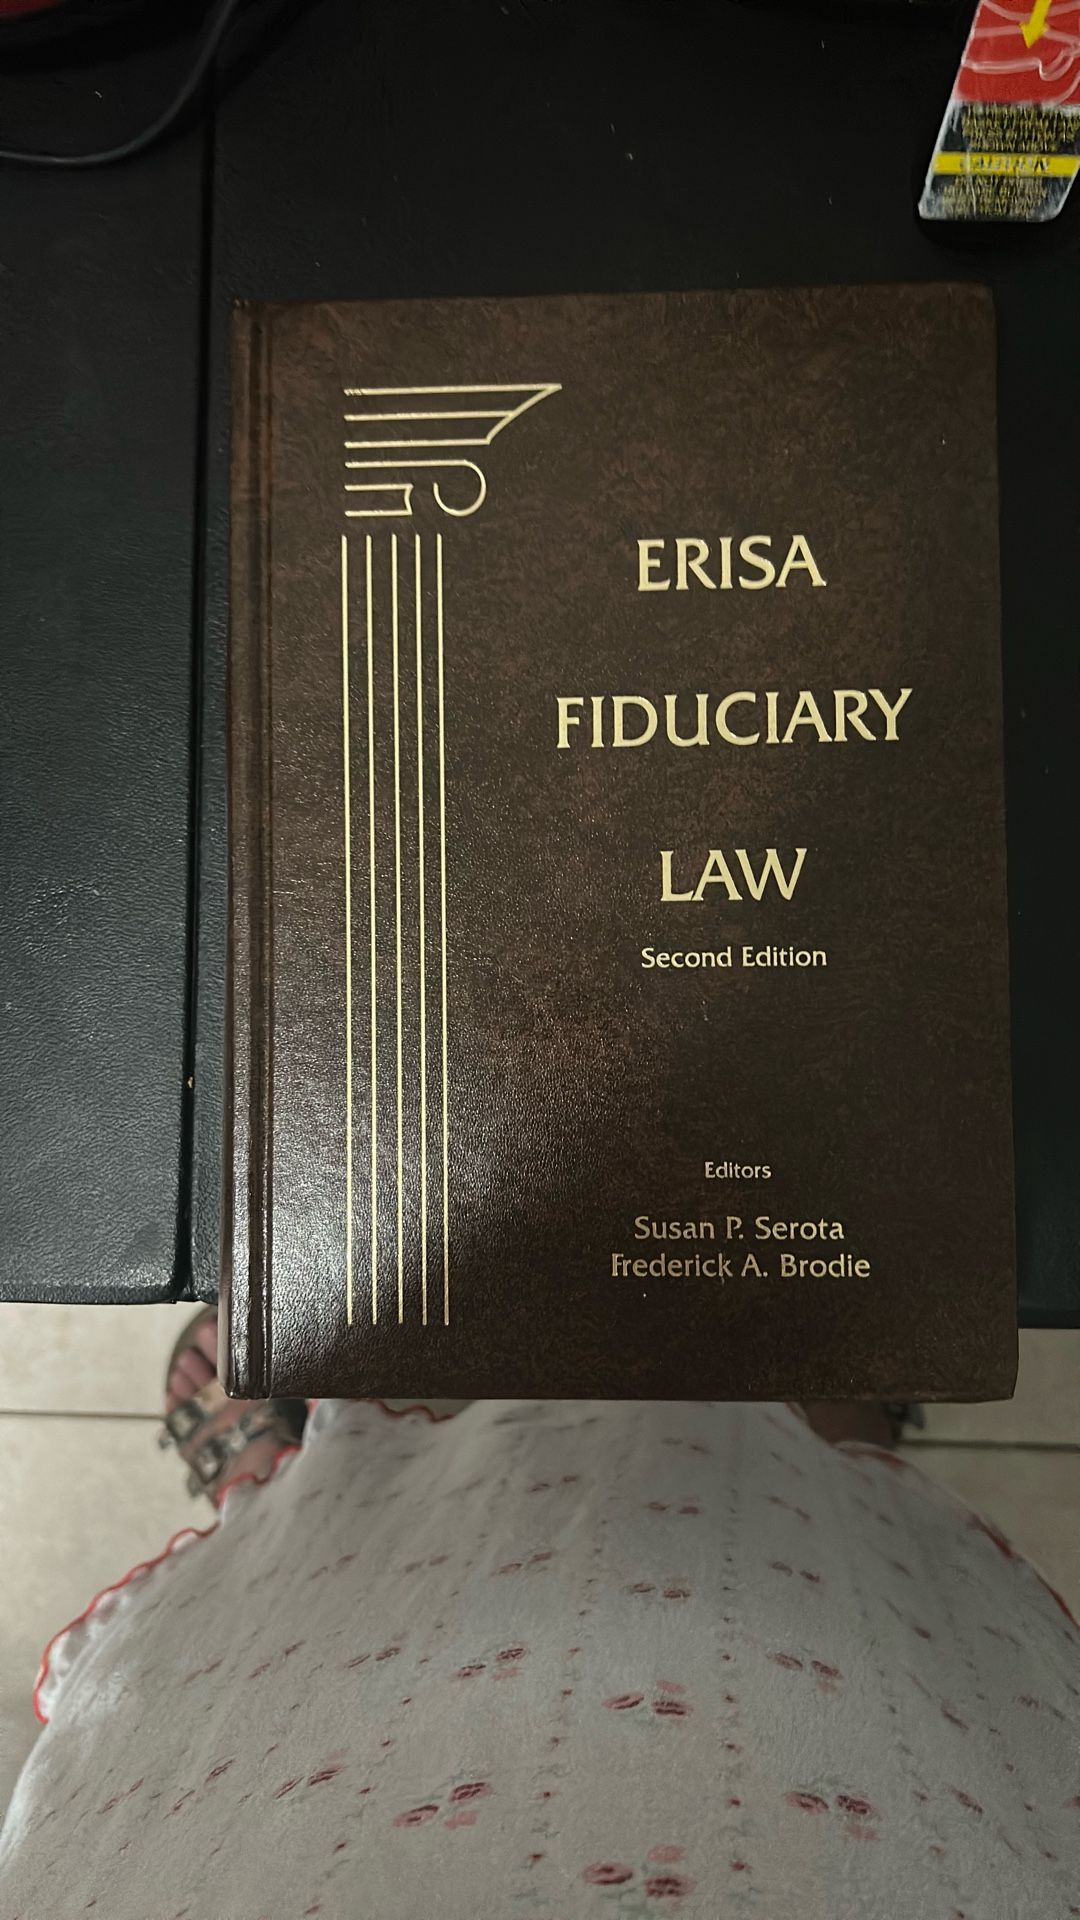 ERISA
FIDUCIARY
LAW
Second Edition
Editors
Susan P. Serota
Frederick A. Brodie